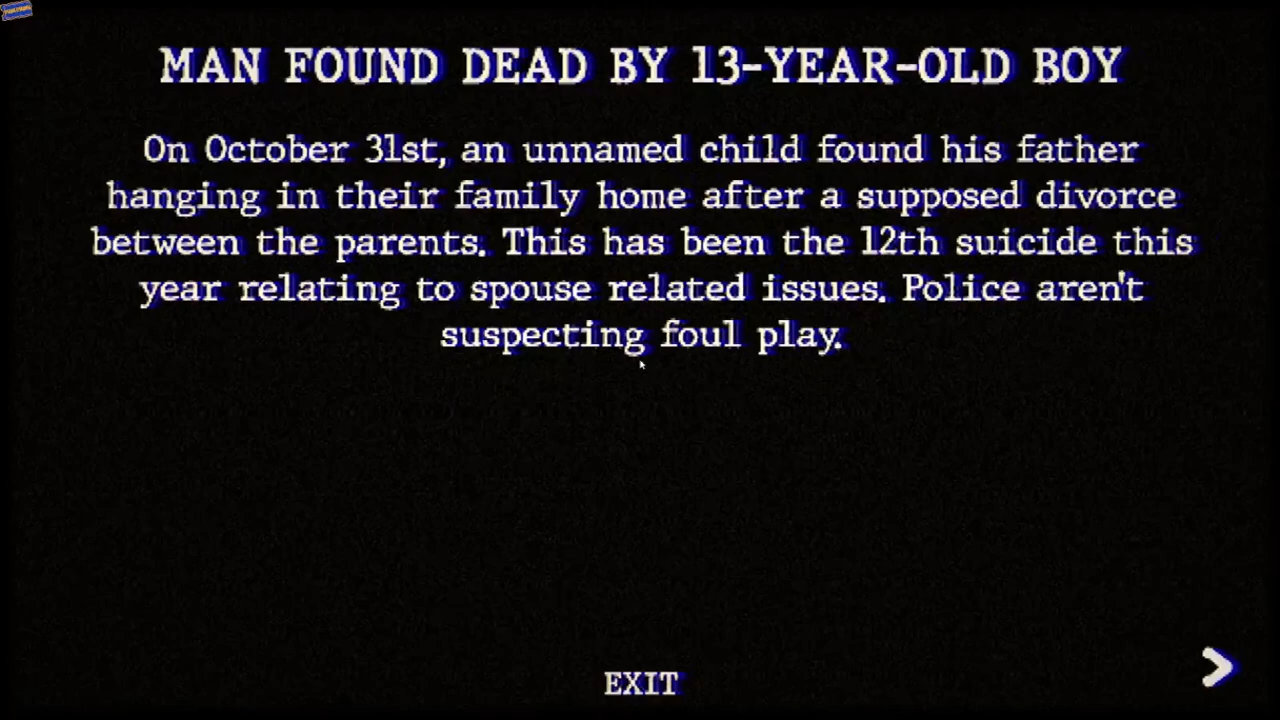 MAN FOUND DEAD BY 13-YEAR-OLD BOY
On October 31st, an unnamed child found his father
hanging in their family home after a supposed divorce
between the parents. This has been the 12th suicide this
year relating to spouse related issues. Police aren't
suspecting foul play.
EXIT